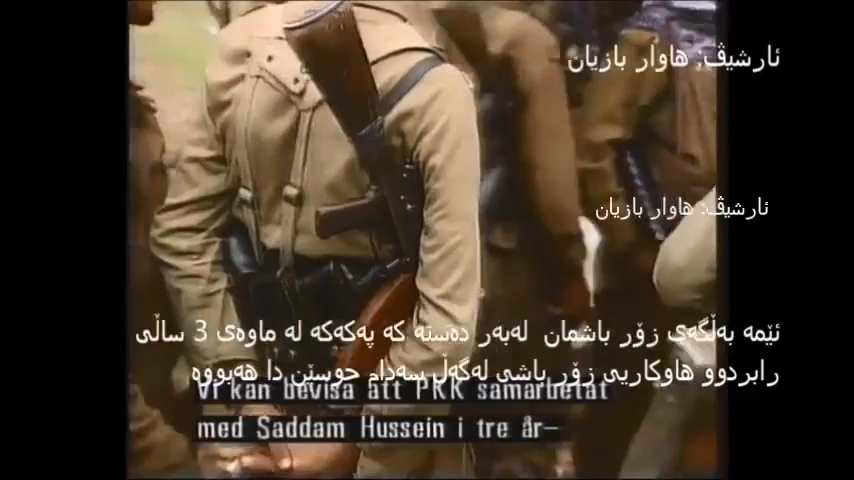 ئارشیڤ: هاوار بازیان
ئارشیڤ: هاوار بازیان
ئێمە بەڵگەی زۆر باشمان لەبەر دەستە کە پەکەکە لە ماوەی 3 ساڵی
رابردوو هاوکاریی زۆر باشی لەگەڵ سەدام حوسێن دا هەبووە
Vi kan bevisa att PKK samarbetat
med Saddam Hussein i tre år—